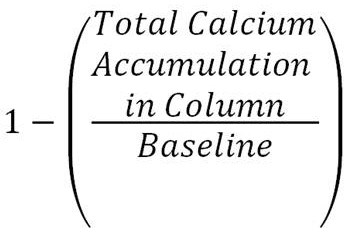 Total Calcium
Accumulation
in Column
1 − ( ———————— )
Baseline